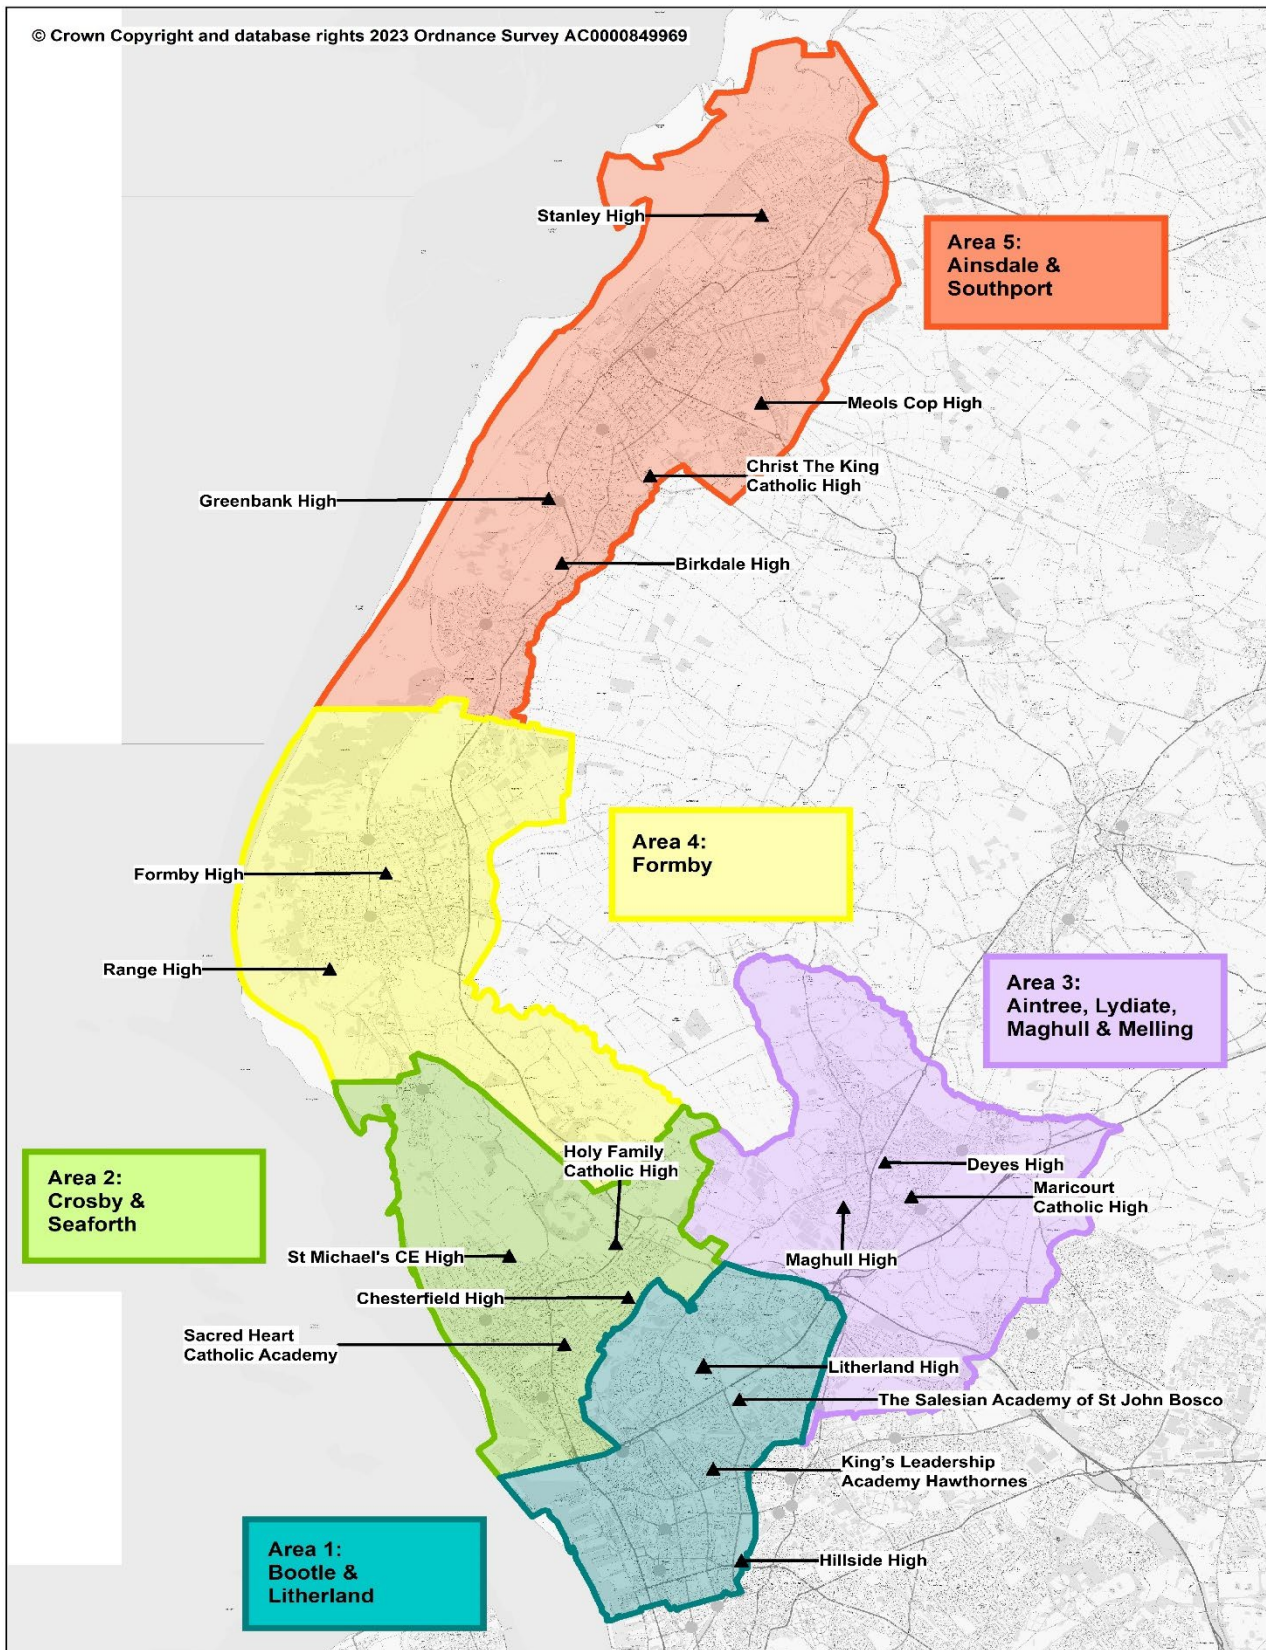 © Crown Copyright and database rights 2023 Ordnance Survey AC0000849969
Stanley High
Area 5:
Ainsdale &
Southport
Meols Cop High
Christ The King
Catholic High
Greenbank High
Birkdale High
Area 4:
Formby
Formby High
Range High
Area 3:
Aintree, Lydiate,
Maghull & Melling
Holy Family
Catholic High
Deyes High
Maricourt
Catholic High
Area 2:
Crosby &
Seaforth
Maghull High
St Michael's CE High
Chesterfield High
Sacred Heart
Catholic Academy
Litherland High
The Salesian Academy of St John Bosco
King’s Leadership
Academy Hawthornes
Area 1:
Bootle &
Litherland
Hillside High